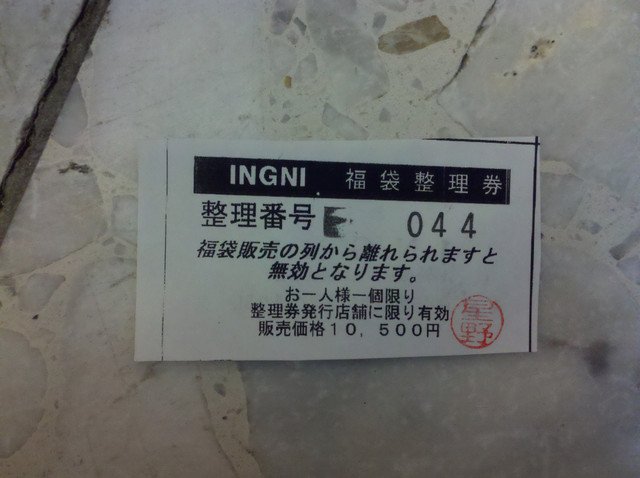 INGNI 福袋整理券
整理番号 044
福袋販売の列から離れられますと
無効となります。
お一人様一個限り
整理券発行店舗に限り有効
販売価格10,500円
星野